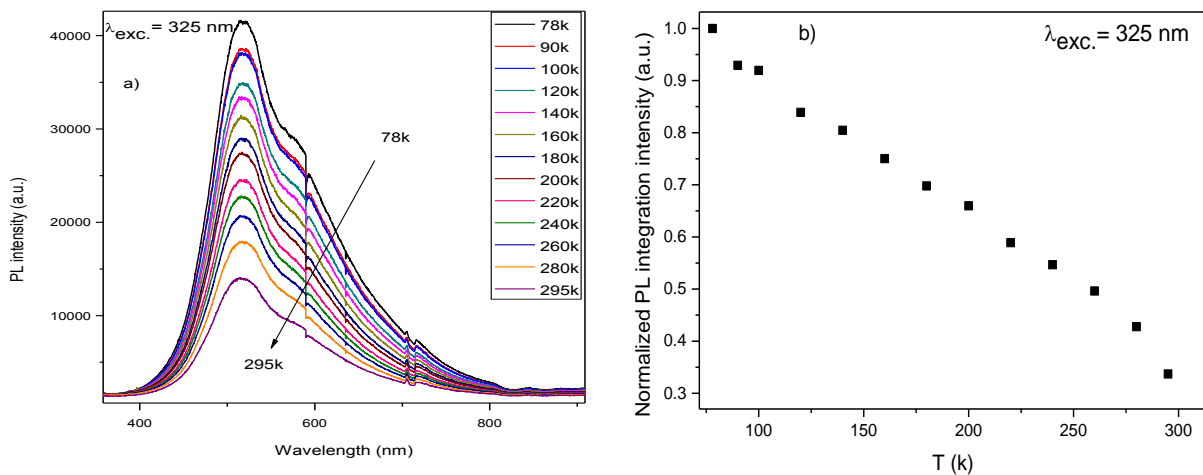 λexc.= 325 nm
a)
PL intensity (a.u.)
40000
30000
20000
10000
400
600
800
Wavelength (nm)
78k
295k
78k
90k
100k
120k
140k
160k
180k
200k
220k
240k
260k
280k
295k
b)
λexc.= 325 nm
Normalized PL integration intensity (a.u.)
1.0
0.9
0.8
0.7
0.6
0.5
0.4
0.3
100
150
200
250
300
T (k)